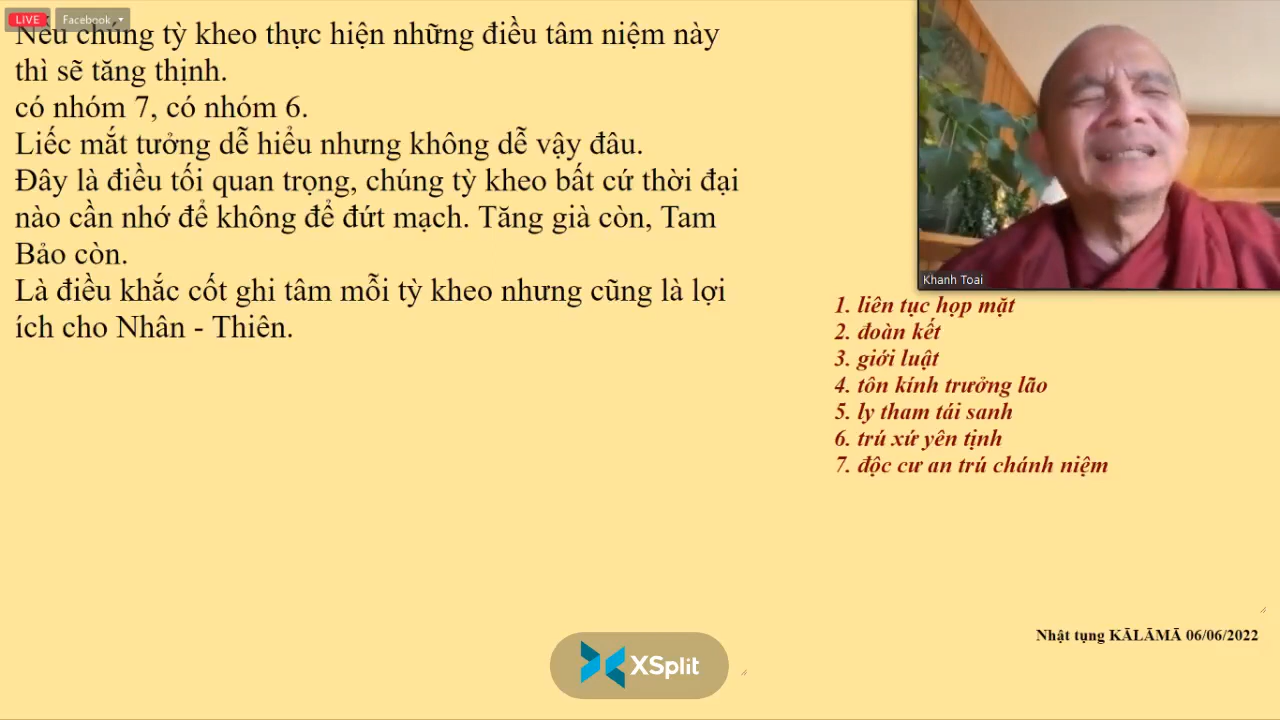 LIVE
Facebook
Nếu chúng tỳ kheo thực hiện những điều tâm niệm này
thì sẽ tăng thịnh.
có nhóm 7, có nhóm 6.
Liếc mắt tưởng dễ hiểu nhưng không dễ vậy đâu.
Đây là điều tối quan trọng, chúng tỳ kheo bất cứ thời đại
nào cần nhớ để không để đứt mạch. Tăng già còn, Tam
Bảo còn.
Là điều khắc cốt ghi tâm mỗi tỳ kheo nhưng cũng là lợi
ích cho Nhân - Thiên.
Khanh Toai
1. liên tục họp mặt
2. đoàn kết
3. giới luật
4. tôn kính trưởng lão
5. ly tham tái sanh
6. trú xứ yên tịnh
7. độc cư an trú chánh niệm
Nhật tụng KĀLĀMĀ 06/06/2022
XSplit